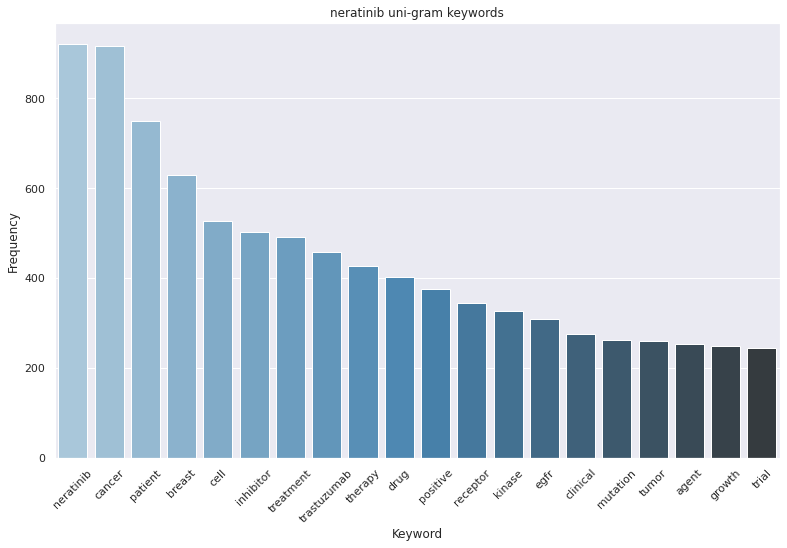 neratinib uni-gram keywords
Frequency
800
600
400
200
0
neratinib
cancer
patient
breast
cell
inhibitor
treatment
trastuzumab
therapy
drug
positive
receptor
kinase
egfr
clinical
mutation
tumor
agent
growth
trial
Keyword